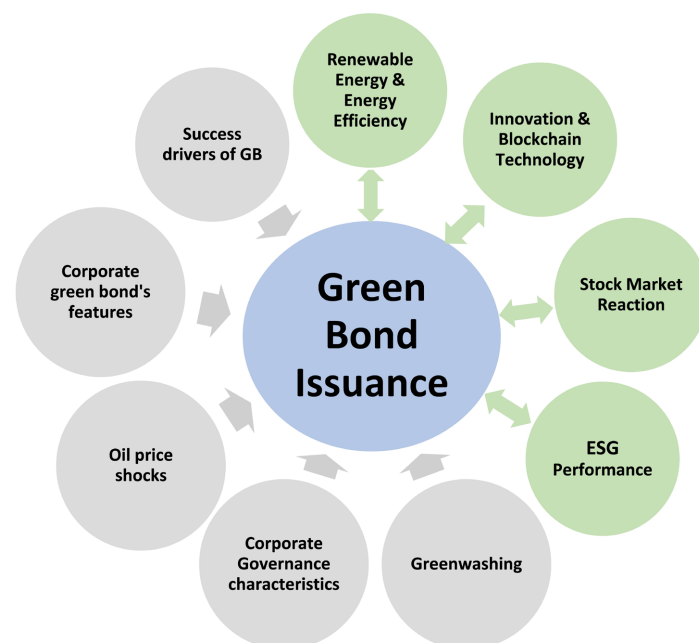 Renewable
Energy &
Energy
Efficiency
Innovation &
Blockchain
Technology
Stock Market
Reaction
ESG
Performance
Greenwashing
Corporate
Governance
characteristics
Oil price
shocks
Corporate
green bond's
features
Success
drivers of GB
Green
Bond
Issuance